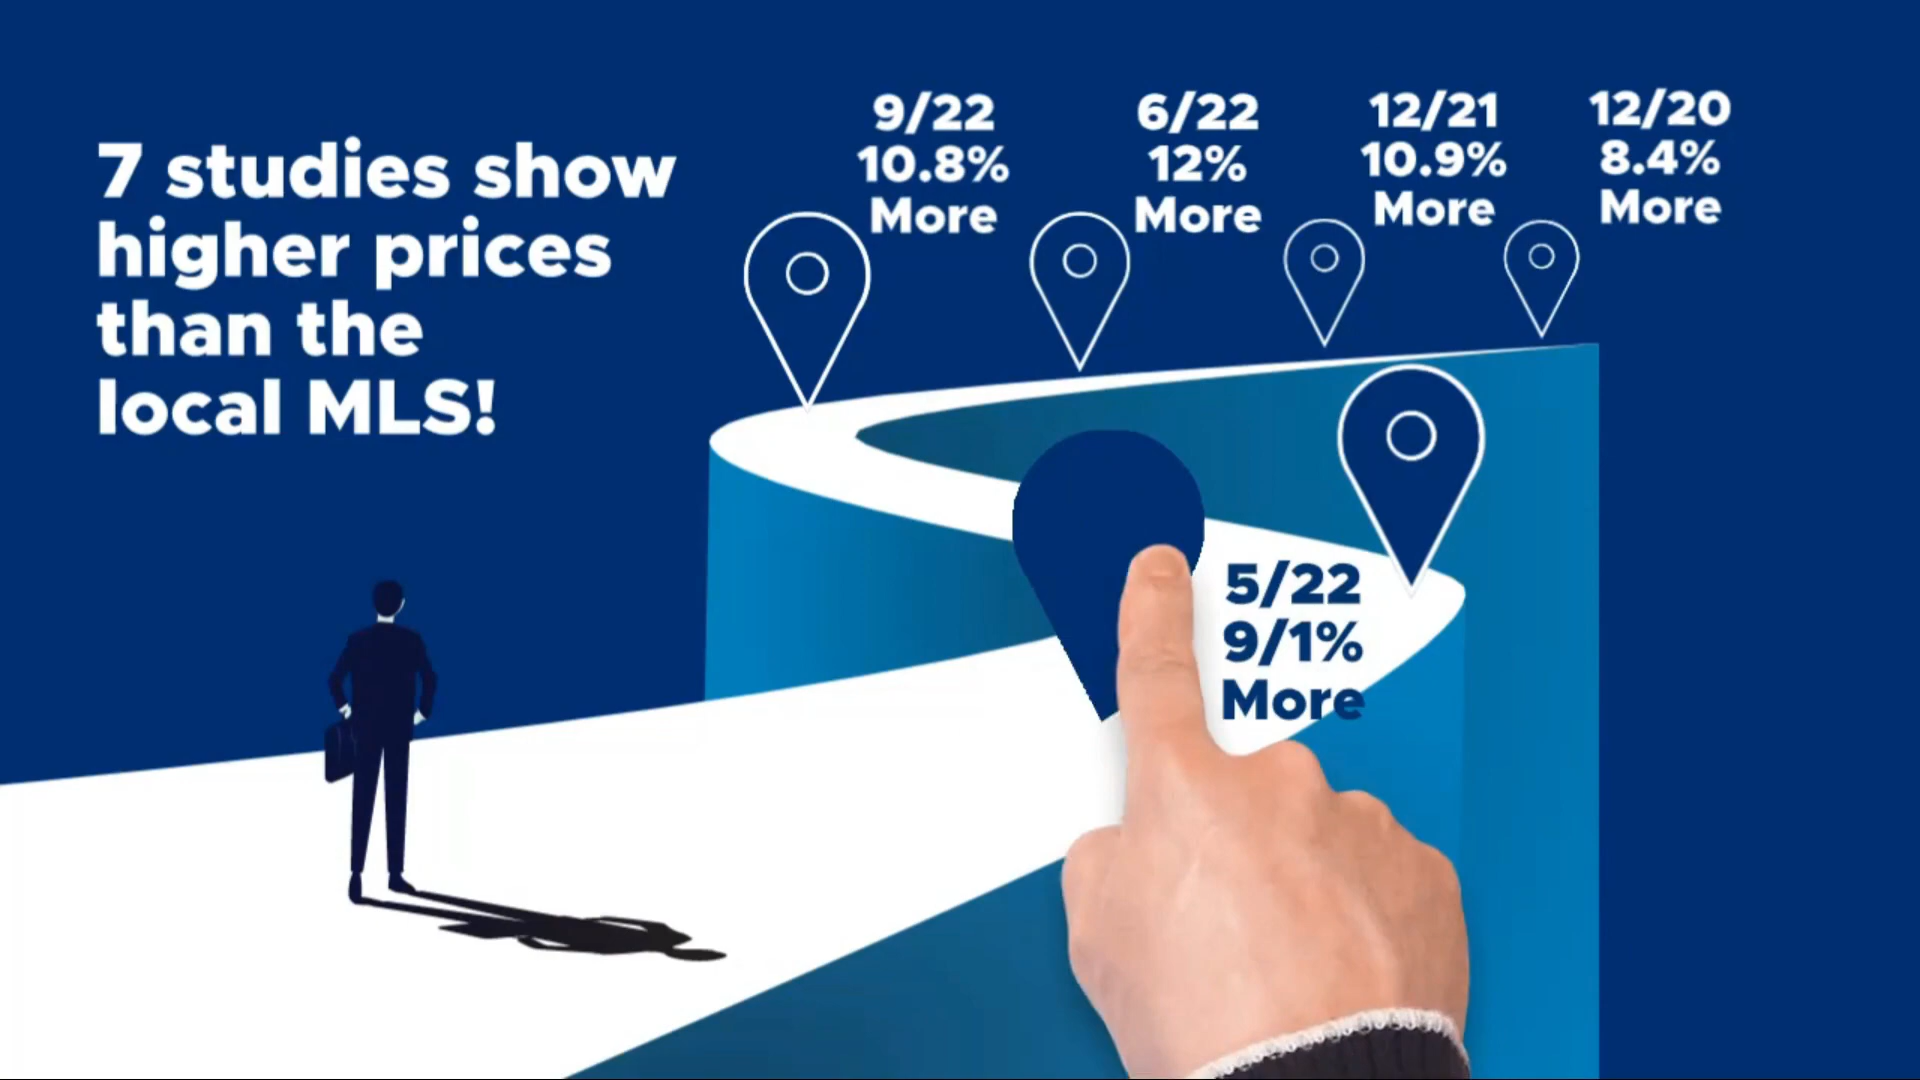 7 studies show
higher prices
than the
local MLS!
9/22
10.8%
More
6/22
12%
More
12/21
10.9%
More
12/20
8.4%
More
5/22
9/1%
More